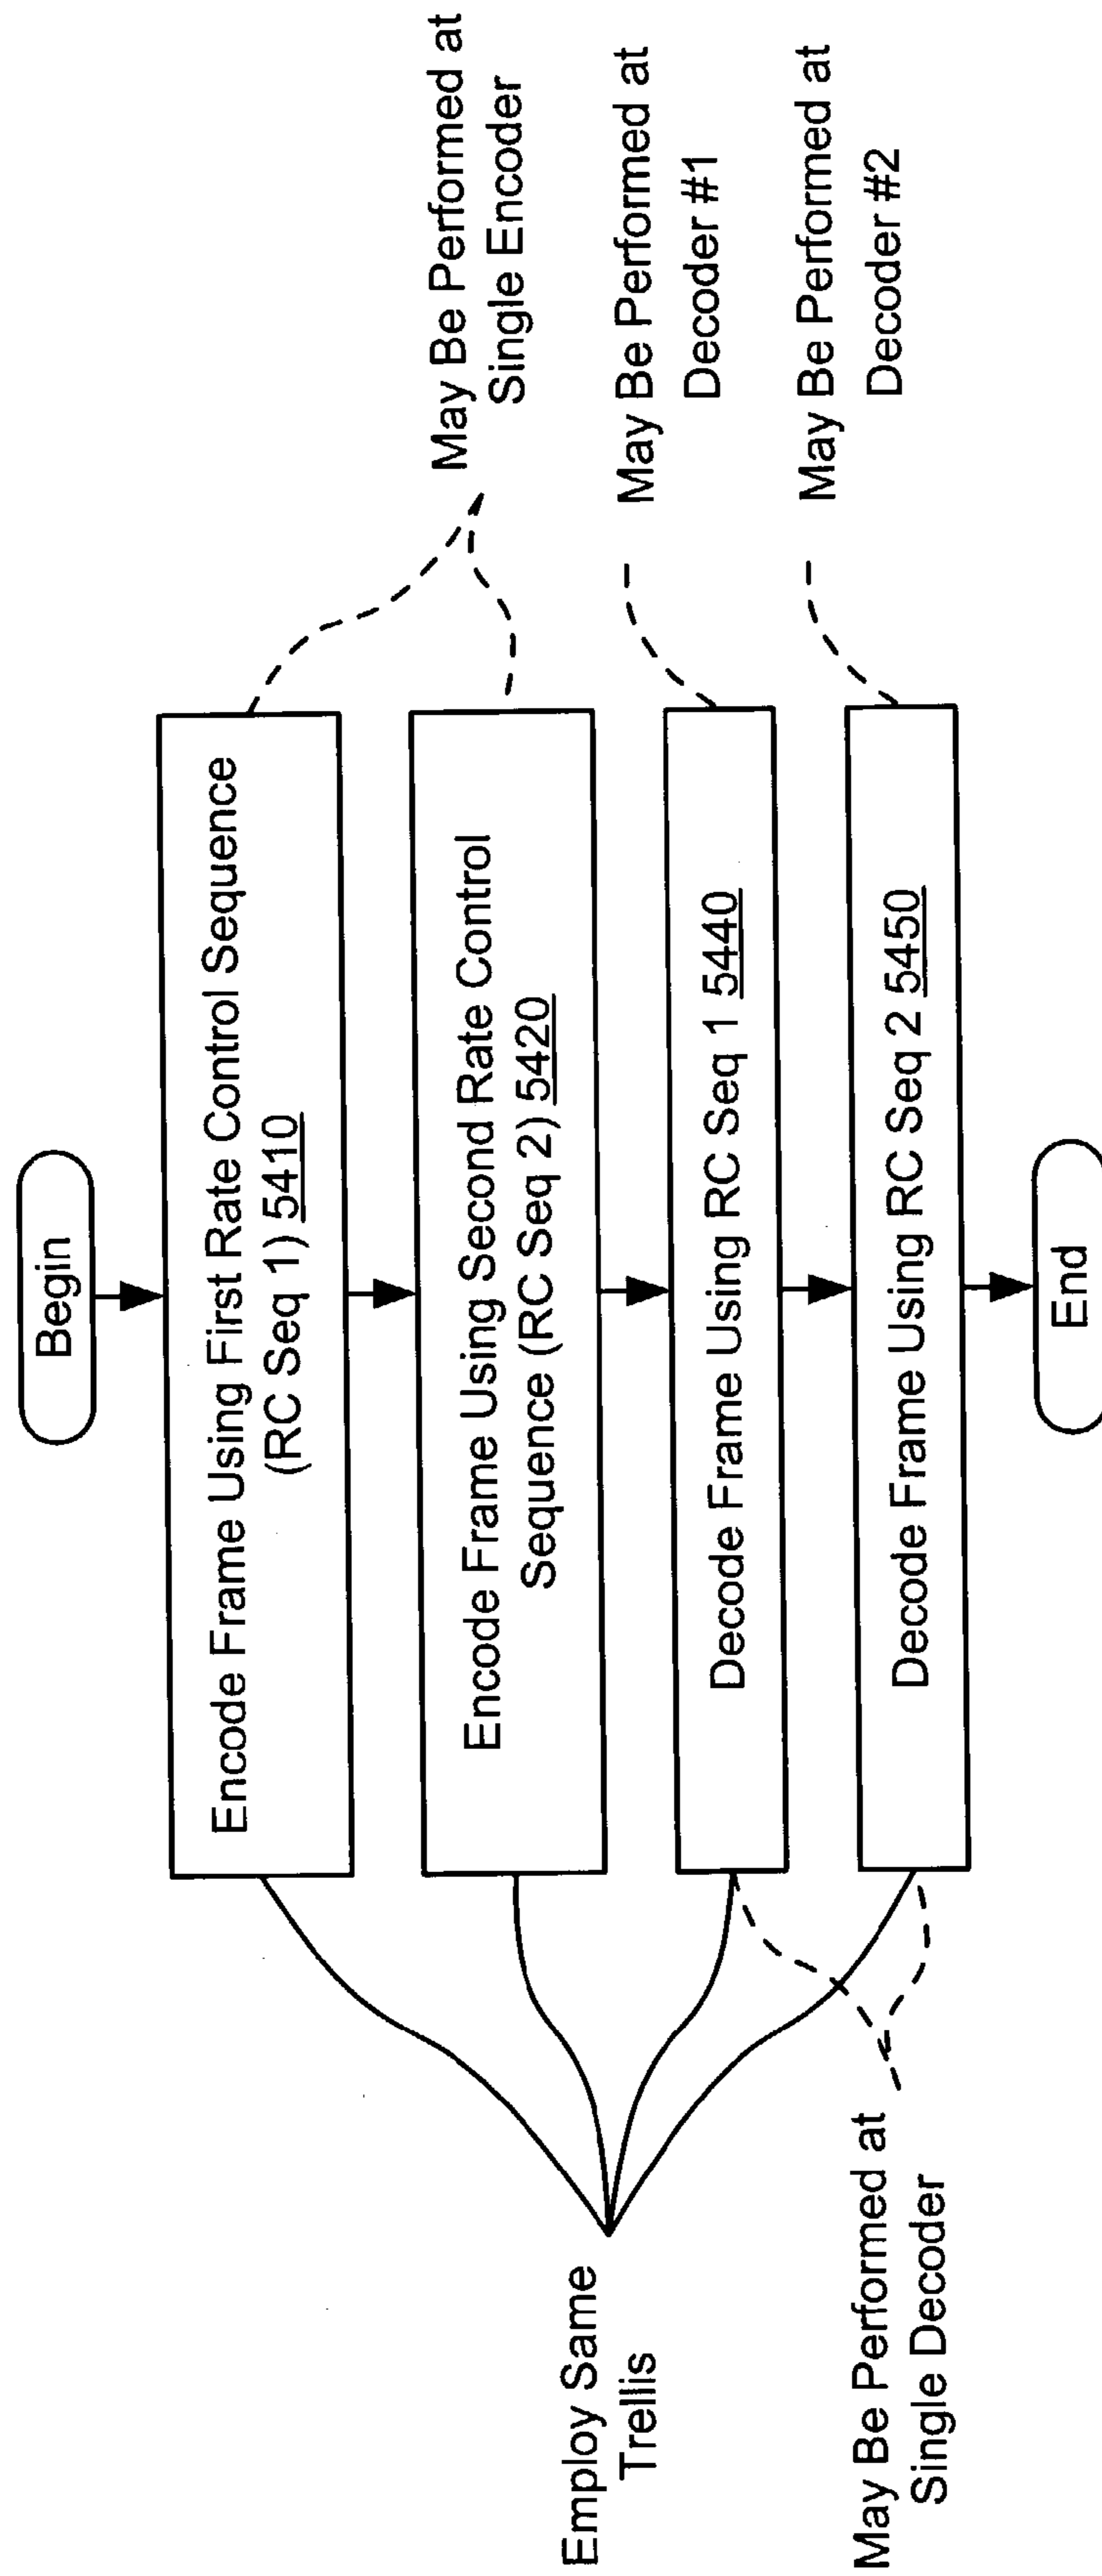 Begin
Encode Frame Using First Rate Control Sequence
(RC Seq 1) 5410
Encode Frame Using Second Rate Control
Sequence (RC Seq 2) 5420
Decode Frame Using RC Seq 1 5440
Decode Frame Using RC Seq 2 5450
End
May Be Performed at
Single Encoder
May Be Performed at
Decoder #1
May Be Performed at
Decoder #2
Employ Same
Trellis
May Be Performed at
Single Decoder